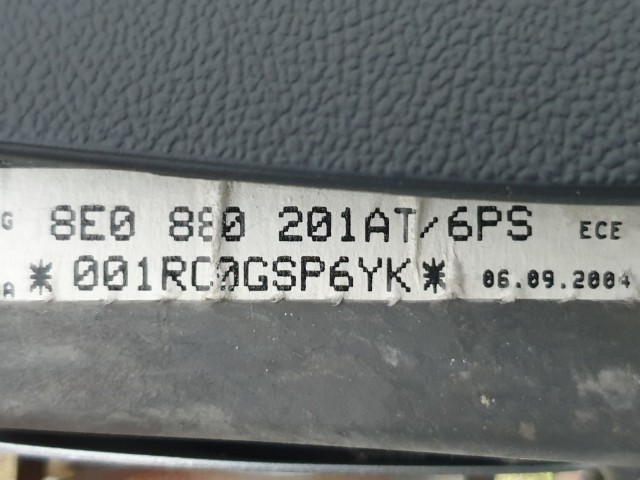 G 8E0 880 201AT/6PS ECE
A *001RC0GSP6YK* 06.09.2004